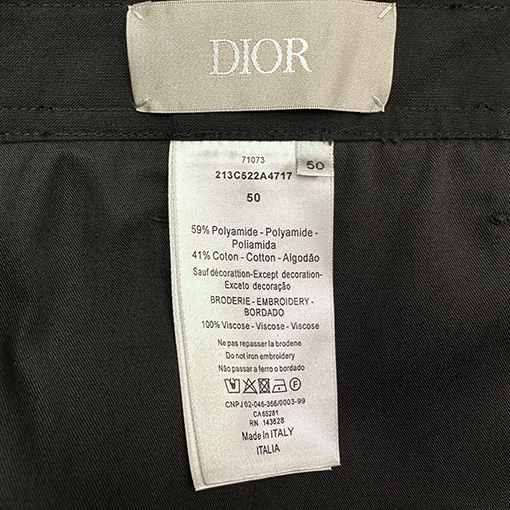 DIOR
71073
50
213C522A4717
50
59% Polyamide - Polyamide -
Poliamida
41% Coton - Cotton - Algodão
Sauf décorattion-Except decoration-
Exceto decoração
BRODERIE - EMBROIDERY -
BORDADO
100% Viscose - Viscose - Viscose
Ne pas repasser la brodene
Do not iron embroidery
Não passar a ferro o bordado
CNPJ 02-046-366/0003-99
CA 65281
RN 143628
Made In ITALY
ITALIA